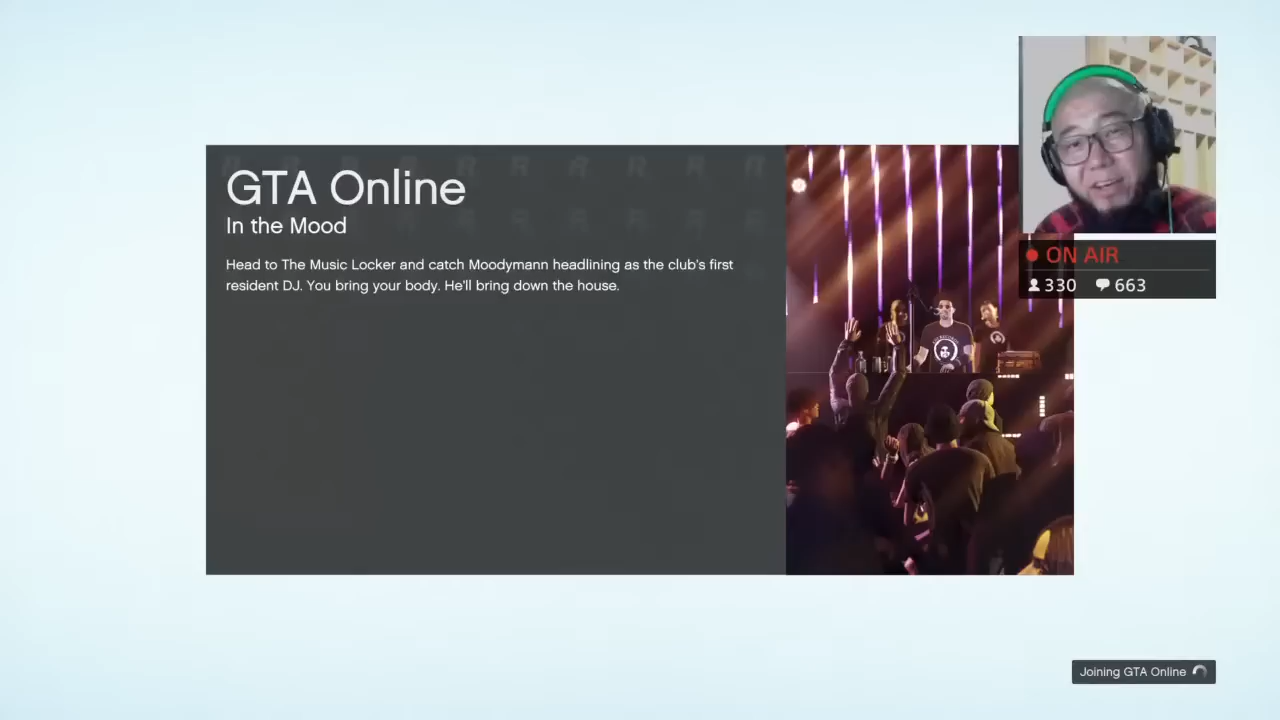 GTA Online
In the Mood
Head to The Music Locker and catch Moodymann headlining as the club's first
resident DJ. You bring your body. He'll bring down the house.
ON AIR
330 663
Joining GTA Online